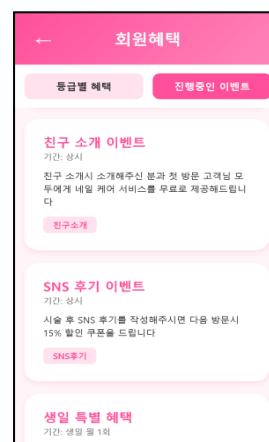 ← 회원혜택
등급별 혜택 진행중인 이벤트
친구 소개 이벤트
기간: 상시
친구 소개시 소개해주신 분과 첫 방문 고객님 모
두에게 네일 케어 서비스를 무료로 제공해드립니
다
친구소개
SNS 후기 이벤트
기간: 상시
시술 후 SNS 후기를 작성해주시면 다음 방문시
15% 할인 쿠폰을 드립니다
SNS후기
생일 특별 혜택
기간: 생일 월 1회